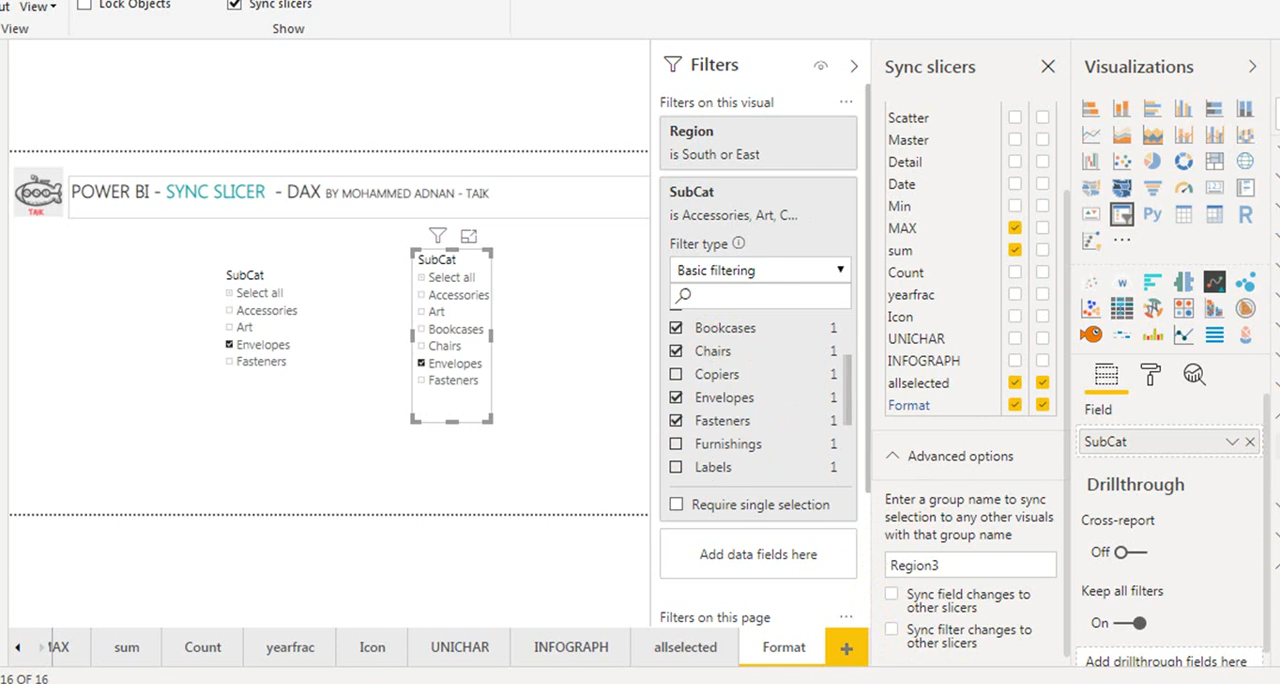 View
Lock Objects
Sync slicers
View
Show
POWER BI - SYNC SLICER - DAX BY MOHAMMED ADNAN - TAIK
TAIK
SubCat
Select all
Accessories
Art
Envelopes
Fasteners
SubCat
Select all
Accessories
Art
Bookcases
Chairs
Envelopes
Fasteners
Filters
Filters on this visual
...
Region
is South or East
SubCat
is Accessories, Art, C...
Filter type
Basic filtering
Bookcases 1
Chairs 1
Copiers 1
Envelopes 1
Fasteners 1
Furnishings 1
Labels 1
Require single selection
Add data fields here
Filters on this page
...
Sync slicers
Scatter
Master
Detail
Date
Min
MAX
sum
Count
yearfrac
Icon
UNICHAR
INFOGRAPH
allselected
Format
Advanced options
Enter a group name to sync
selection to any other visuals
with that group name
Region3
Sync field changes to
other slicers
Sync filter changes to
other slicers
Visualizations
Py
R
...
Field
SubCat
Drillthrough
Cross-report
Off
Keep all filters
On
Add drillthrough fields here
sum
Count
yearfrac
Icon
UNICHAR
INFOGRAPH
allselected
Format
16 OF 16